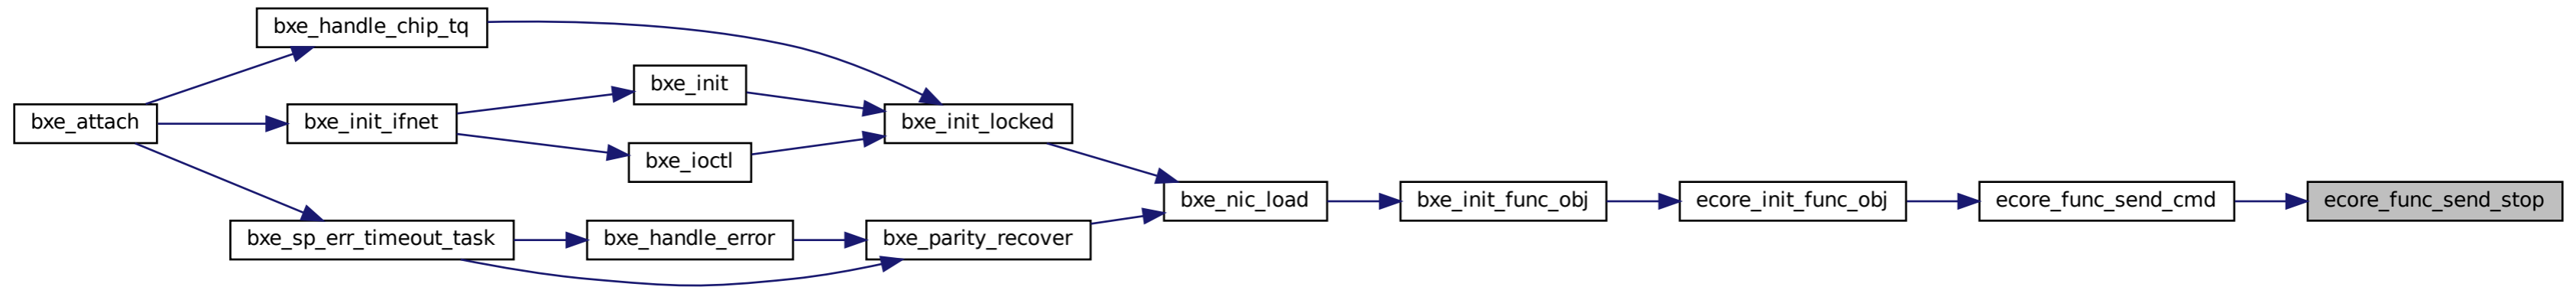 bxe_handle_chip_tq
bxe_init
bxe_attach
bxe_init_ifnet
bxe_init_locked
bxe_ioctl
bxe_nic_load
bxe_init_func_obj
ecore_init_func_obj
ecore_func_send_cmd
ecore_func_send_stop
bxe_sp_err_timeout_task
bxe_handle_error
bxe_parity_recover